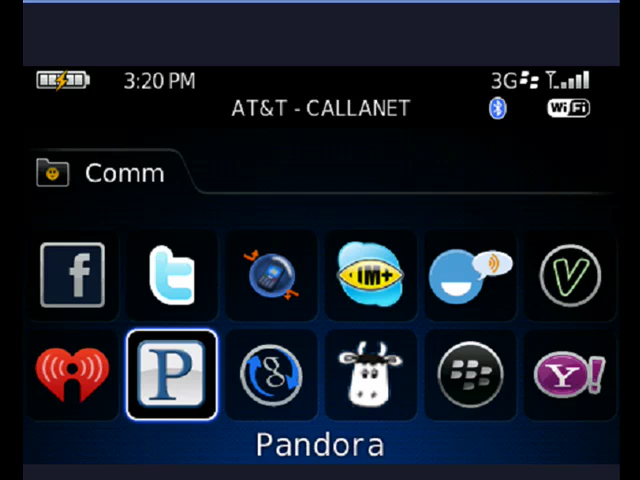 3:20 PM
3G
AT&T - CALLANET
WiFi
Comm
f
t
IM+
V
P
g
Y!
Pandora